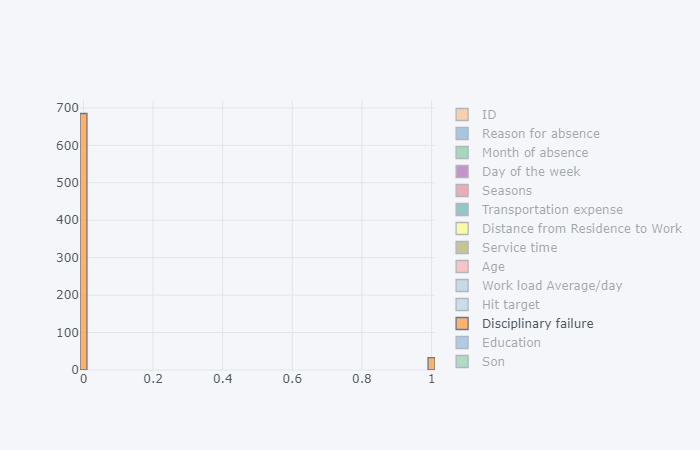 700
600
500
400
300
200
100
0
0 0.2 0.4 0.6 0.8 1
ID
Reason for absence
Month of absence
Day of the week
Seasons
Transportation expense
Distance from Residence to Work
Service time
Age
Work load Average/day
Hit target
Disciplinary failure
Education
Son